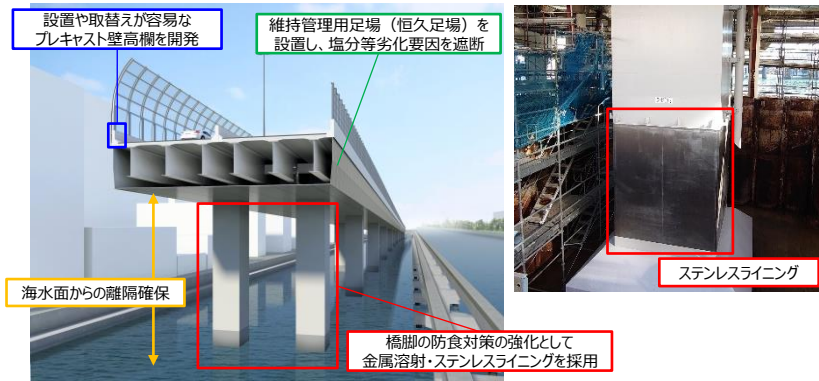 設置や取替えが容易な
プレキャスト壁高欄を開発
維持管理用足場（恒久足場）を
設置し、塩分等劣化要因を遮断
海水面からの離隔確保
ステンレスライニング
橋脚の防食対策の強化として
金属溶射・ステンレスライニングを採用